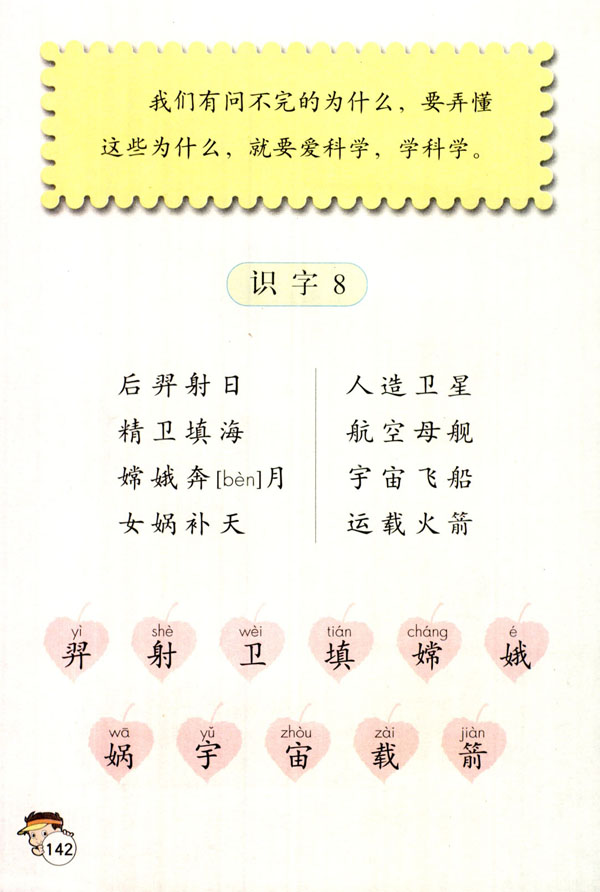 我们有问不完的为什么，要弄懂
这些为什么，就要爱科学，学科学。
识字8
后羿射日
精卫填海
嫦娥奔[bèn]月
女娲补天
人造卫星
航空母舰
宇宙飞船
运载火箭
yì shè wèi tián cháng é
羿 射 卫 填 嫦 娥
wā yǔ zhòu zài jiàn
娲 宇 宙 载 箭
142